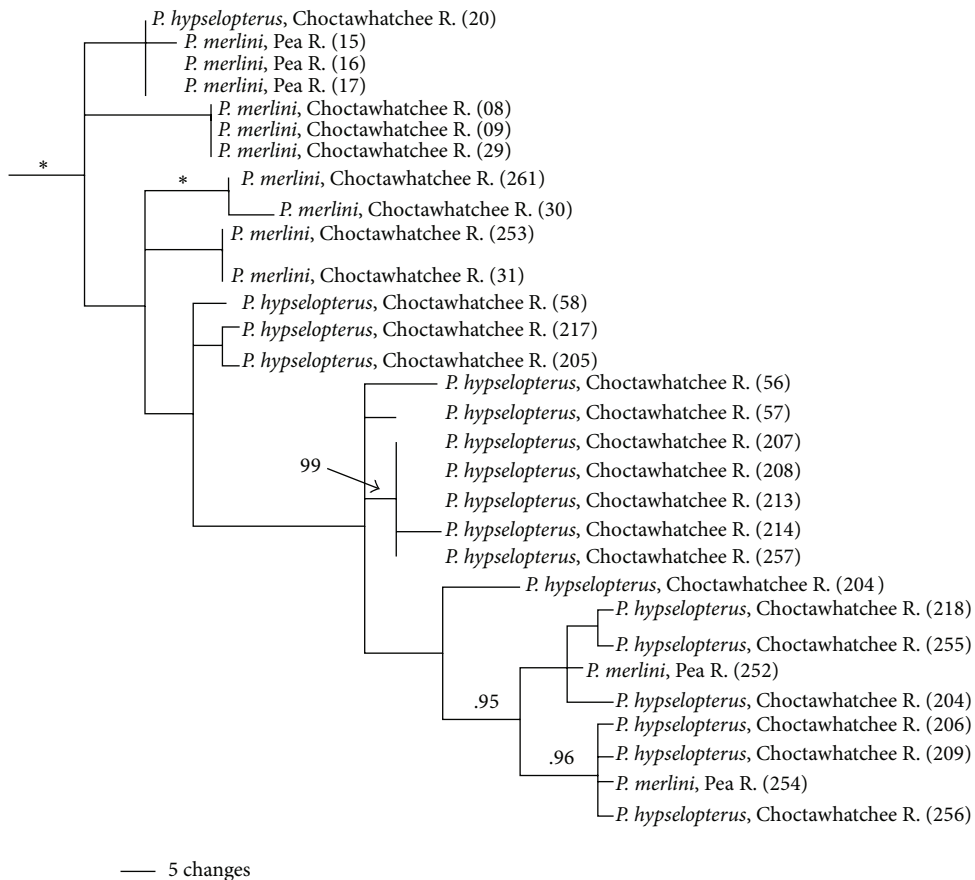 P. hypselopterus, Choctawhatchee R. (20)
P. merlini, Pea R. (15)
P. merlini, Pea R. (16)
P. merlini, Pea R. (17)
P. merlini, Choctawhatchee R. (08)
P. merlini, Choctawhatchee R. (09)
P. merlini, Choctawhatchee R. (29)
*
* P. merlini, Choctawhatchee R. (261)
P. merlini, Choctawhatchee R. (30)
P. merlini, Choctawhatchee R. (253)
P. merlini, Choctawhatchee R. (31)
P. hypselopterus, Choctawhatchee R. (58)
P. hypselopterus, Choctawhatchee R. (217)
P. hypselopterus, Choctawhatchee R. (205)
P. hypselopterus, Choctawhatchee R. (56)
P. hypselopterus, Choctawhatchee R. (57)
P. hypselopterus, Choctawhatchee R. (207)
99 P. hypselopterus, Choctawhatchee R. (208)
P. hypselopterus, Choctawhatchee R. (213)
P. hypselopterus, Choctawhatchee R. (214)
P. hypselopterus, Choctawhatchee R. (257)
P. hypselopterus, Choctawhatchee R. (204)
P. hypselopterus, Choctawhatchee R. (218)
P. hypselopterus, Choctawhatchee R. (255)
P. merlini, Pea R. (252)
.95 P. hypselopterus, Choctawhatchee R. (204)
P. hypselopterus, Choctawhatchee R. (206)
.96 P. hypselopterus, Choctawhatchee R. (209)
P. merlini, Pea R. (254)
P. hypselopterus, Choctawhatchee R. (256)
5 changes